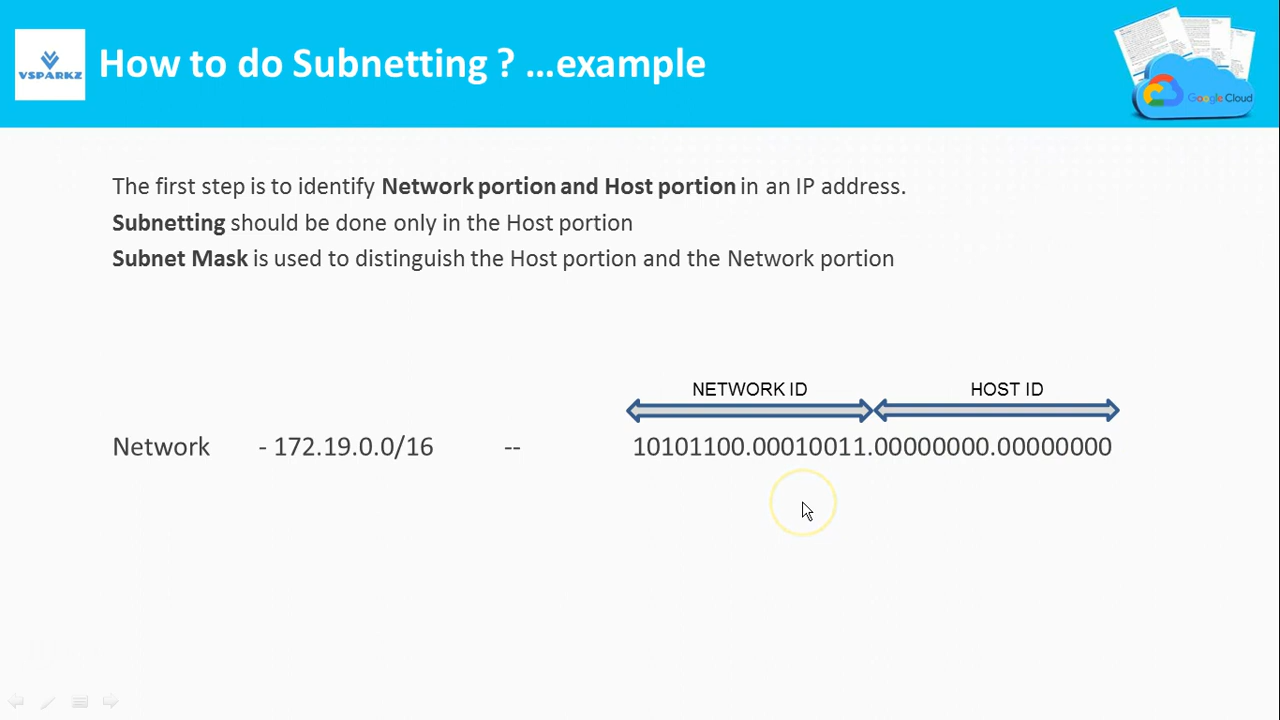 VSPARKZ
How to do Subnetting ? ...example
Google Cloud
The first step is to identify Network portion and Host portion in an IP address.
Subnetting should be done only in the Host portion
Subnet Mask is used to distinguish the Host portion and the Network portion
NETWORK ID HOST ID
Network - 172.19.0.0/16 -- 10101100.00010011.00000000.00000000